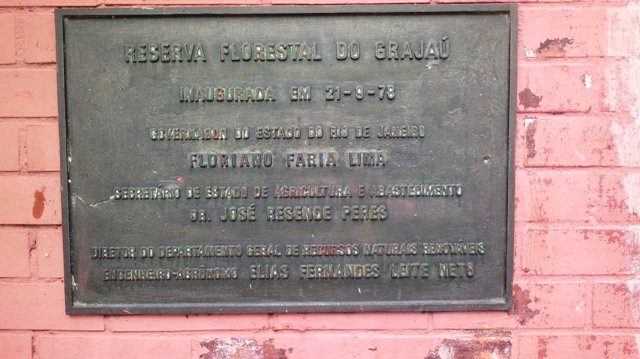 RESERVA FLORESTAL DO GRAJAÚ
INAUGURADA EM 21-9-78
GOVERNADOR DO ESTADO DO RIO DE JANEIRO
FLORIANO FARIA LIMA
SECRETÁRIO DE ESTADO DE AGRICULTURA E ABASTECIMENTO
DR. JOSÉ RESENDE PERES
DIRETOR DO DEPARTAMENTO GERAL DE RECURSOS NATURAIS RENOVÁVEIS
ENGENHEIRO-AGRÔNOMO ELIAS FERNANDES LEITE NETO